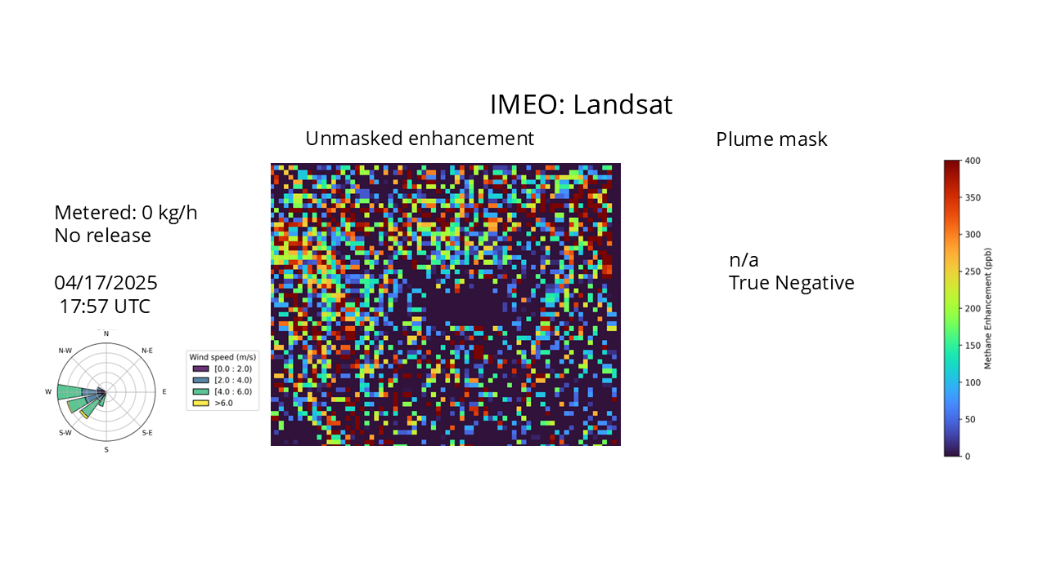 IMEO: Landsat
Unmasked enhancement
Plume mask
Metered: 0 kg/h
No release
04/17/2025
17:57 UTC
n/a
True Negative
N
N-W
N-E
W
E
S-W
S-E
S
Wind speed (m/s)
[0.0 : 2.0)
[2.0 : 4.0)
[4.0 : 6.0)
>6.0
400
350
300
250
200
150
100
50
0
Methane Enhancement (ppb)